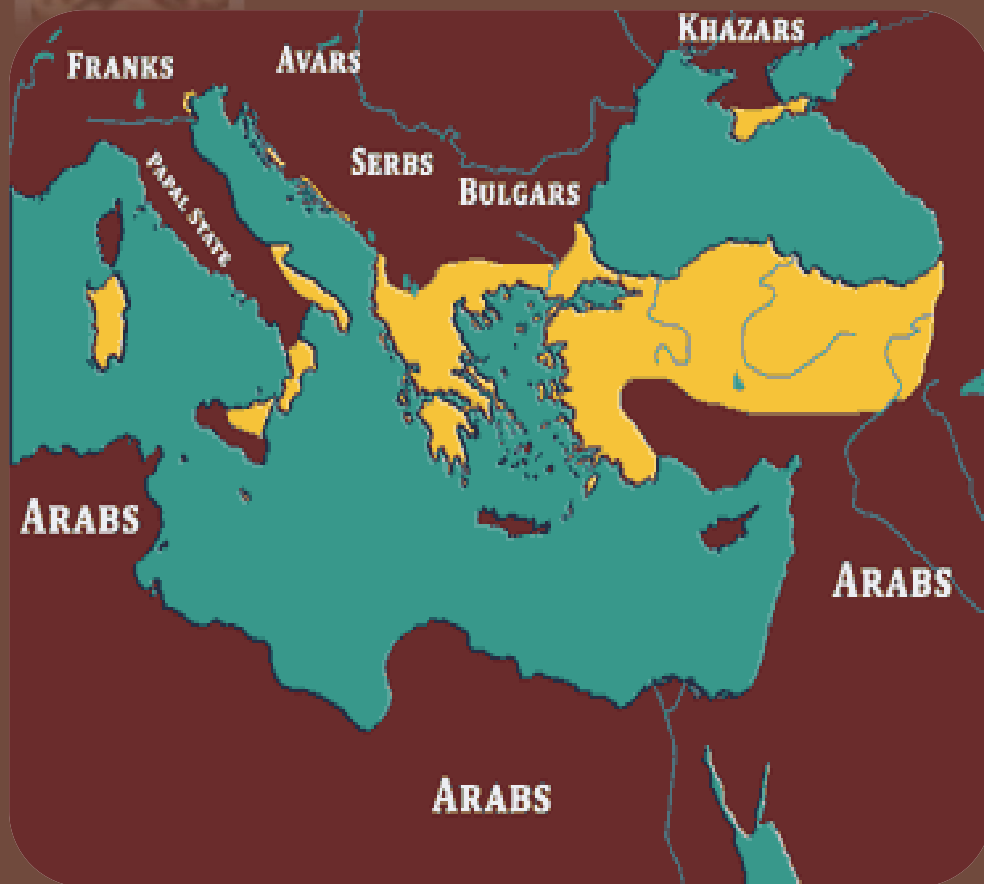 KHAZARS
FRANKS
AVARS
SERBS
PAPAL STATE
BULGARS
ARABS
ARABS
ARABS